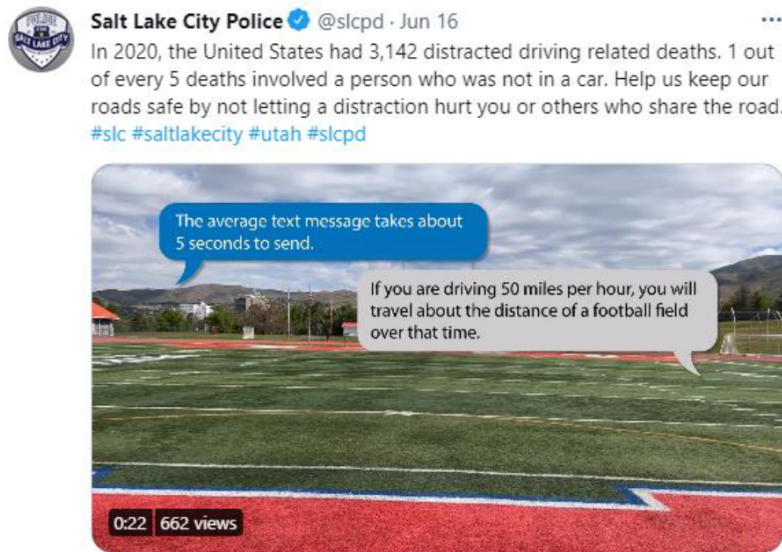 Salt Lake City Police @slcpd · Jun 16
In 2020, the United States had 3,142 distracted driving related deaths. 1 out
of every 5 deaths involved a person who was not in a car. Help us keep our
roads safe by not letting a distraction hurt you or others who share the road.
#slc #saltlakecity #utah #slcpd
The average text message takes about
5 seconds to send.
If you are driving 50 miles per hour, you will
travel about the distance of a football field
over that time.
0:22 662 views
SALT LAKE CITY